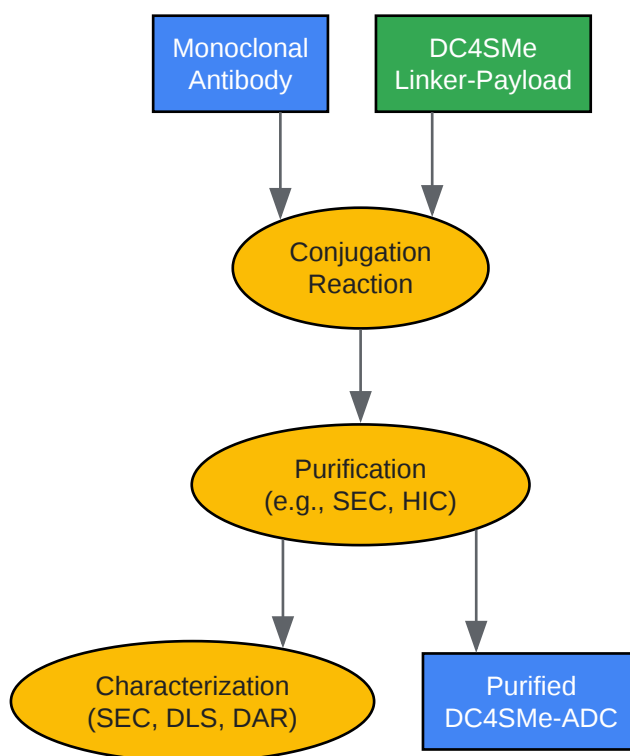 Monoclonal
Antibody
DC4SMe
Linker-Payload
Conjugation
Reaction
Purification
(e.g., SEC, HIC)
Characterization
(SEC, DLS, DAR)
Purified
DC4SMe-ADC